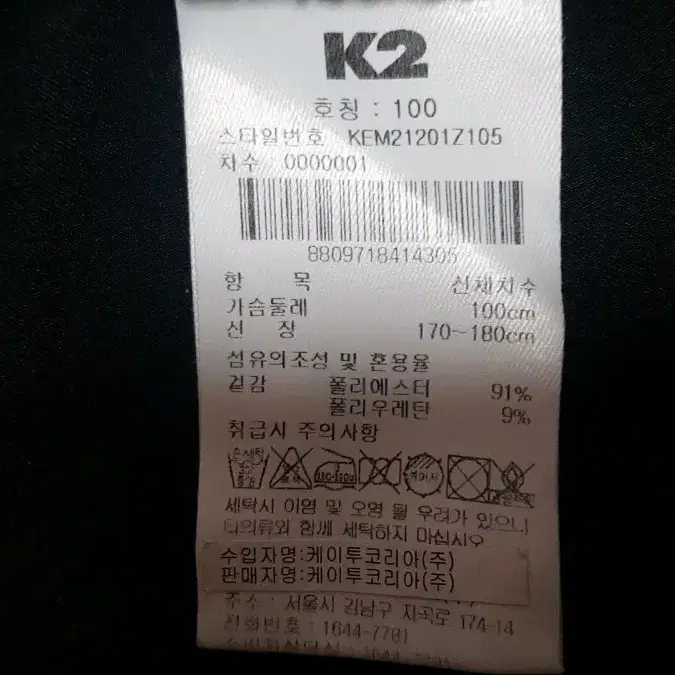 K2
호칭 : 100
스타일번호 : KEM21201Z105
차수 : 0000001
8809718414305
항 목 신체치수
가슴둘레 100cm
신 장 170~180cm
섬유의조성 및 혼용율
겉감 폴리에스터 91%
폴리우레탄 9%
취급시 주의사항
손세탁
30
중성
세탁시 이염 및 오염 될 우려가 있으니
타의류와 함께 세탁하지 마십시오
수입자명:케이투코리아(주)
판매자명:케이투코리아(주)
주소 : 서울시 강남구 자곡로 174-14
전화번호 : 1644-7781